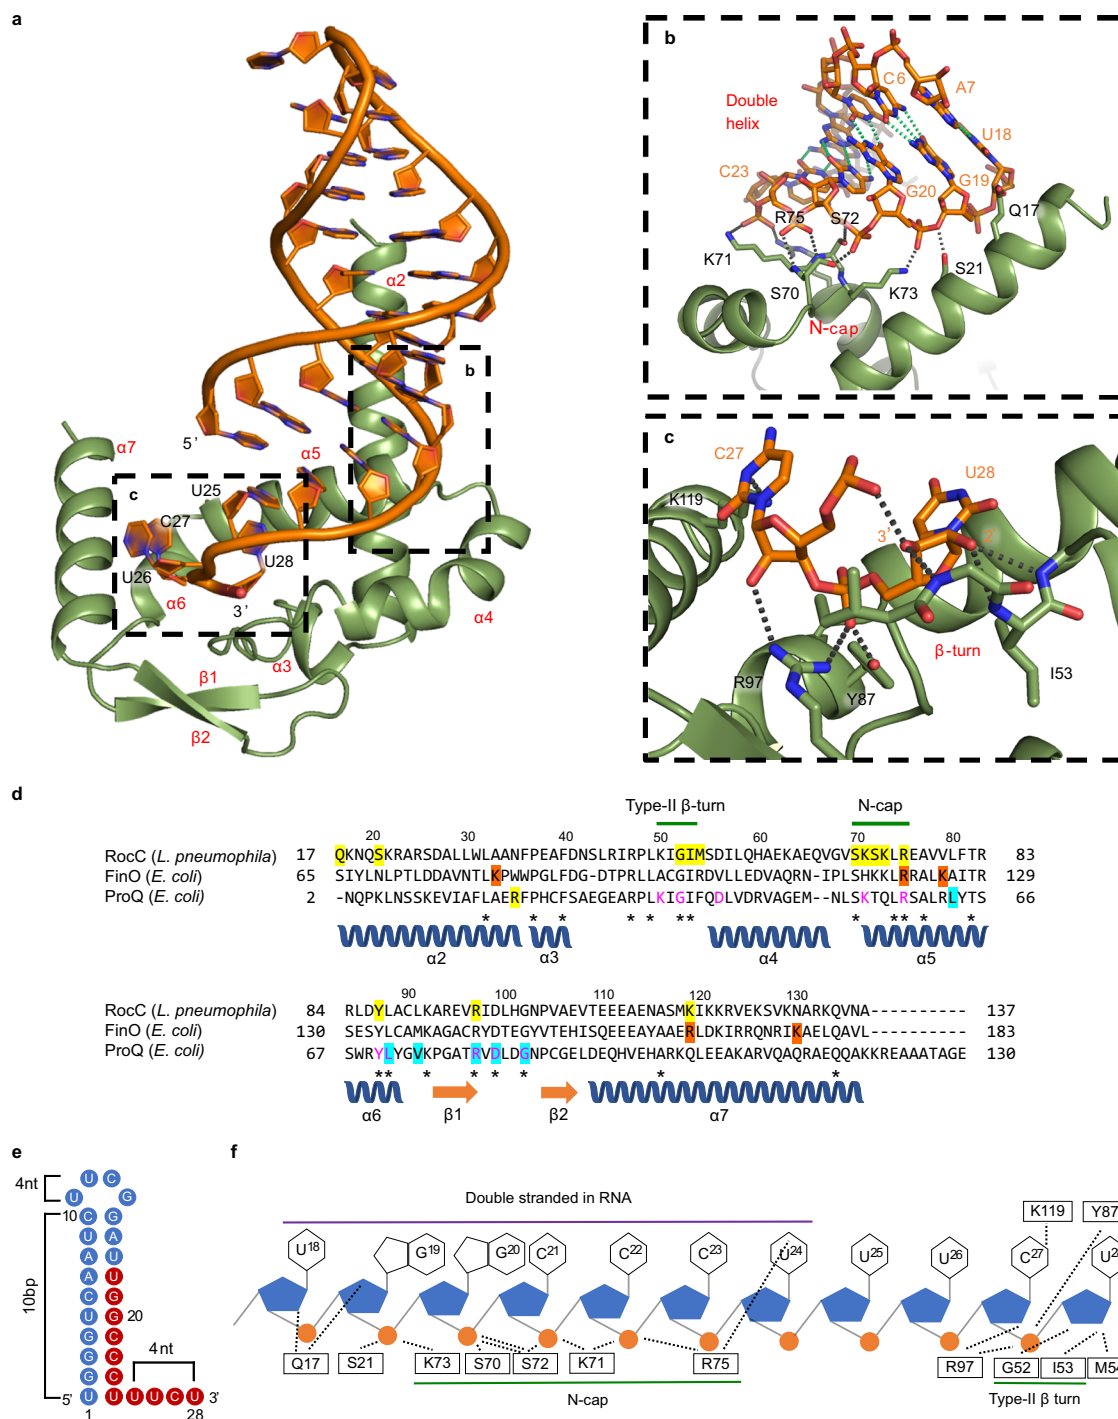 a
α2
b
5'
α7
α5
c
U25
C27
U26
U28
α6
3'
α3
α4
β1
β2
b
C6
A7
Double
helix
U18
C23
G19
G20
R75
S72
Q17
K71
S21
S70
K73
N-cap
c
C27
U28
K119
3'
2'
β-turn
R97
Y87
I53
d
Type-II β-turn
N-cap
20 30 40 50 60 70 80
RocC (L. pneumophila) 17 QKNQSKRARSDALLWLAANFPEAFDNSLRIRPLKIGIMSDILQHAEKAEQVGVSKSKLREAVVLFTR 83
FinO (E. coli) 65 SIYLNLPTLDDAVNTLKPWWPGLFDG-DTPRLLACGIRDVLLEDVAQRN-IPLSHKKLRRALKAITR 129
ProQ (E. coli) 2 -NQPKLNSSKEVIAFLAERFPHCFSAEGEARPLKIGIFQDLVDRVAGEM--NLSKTQLRSALRLYTS 66
* * * * * * * * * * * * *
α2 α3 α4 α5
90 100 110 120 130
RocC (L. pneumophila) 84 RLDYLACLKAREVRIDLHGNPVAEVTEEEAENASMKIKKRVEKSVKNARKQVNA---------- 137
FinO (E. coli) 130 SESYLCAMKAGACRYDTEGYVTEHISQEEEAYAAERLDKIRRQNRIKAELQAVL---------- 183
ProQ (E. coli) 67 SWRYLYGVKPGATRVDLDGNPCGELDEQHVEHARKQLEEAKARVQAQRAEQQAKKREAAATAGE 130
* * * * * * * *
α6 β1 β2 α7
e
4nt
U C
U G
10 C G
U A
A U
A U
C G
U G 20
G C
G C
G C
5' U U U U C U 3'
10bp
4 nt
1 28
f
Double stranded in RNA
K119 Y87
U18 G19 G20 C21 C22 C23 U24 U25 U26 C27 U28
Q17 S21 K73 S70 S72 K71 R75 R97 G52 I53 M54
N-cap
Type-II β turn